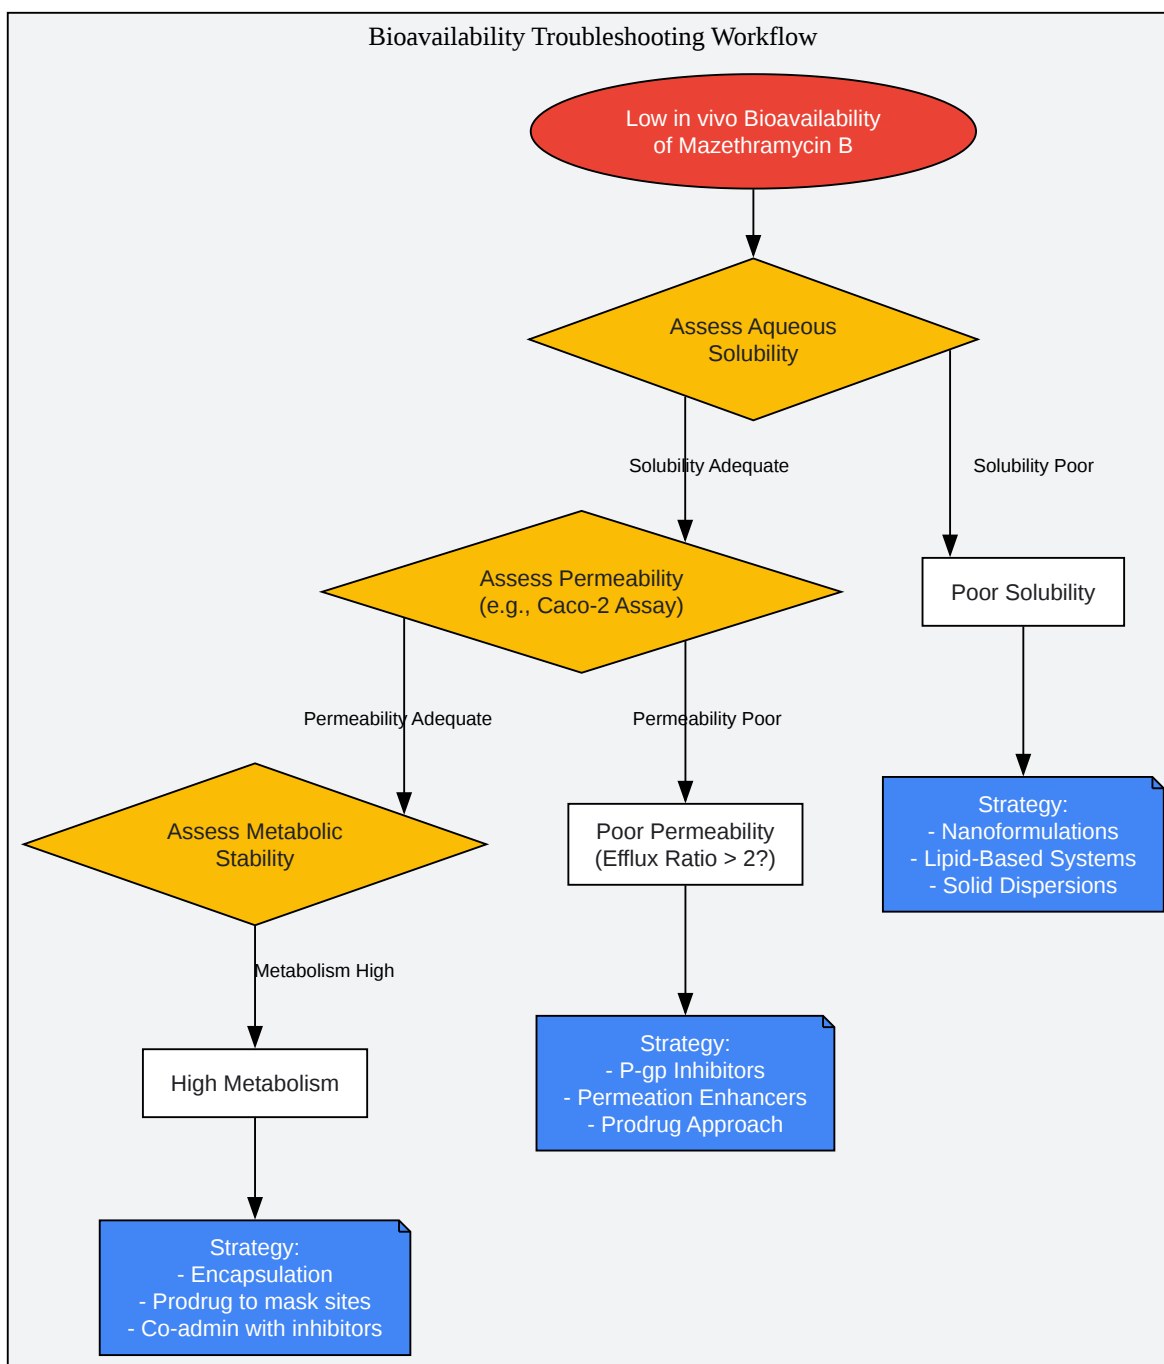 Bioavailability Troubleshooting Workflow
Low in vivo Bioavailability
of Mazethramycin B
Assess Aqueous
Solubility
Solubility Adequate
Solubility Poor
Assess Permeability
(e.g., Caco-2 Assay)
Poor Solubility
Permeability Adequate
Permeability Poor
Strategy:
- Nanoformulations
- Lipid-Based Systems
- Solid Dispersions
Assess Metabolic
Stability
Poor Permeability
(Efflux Ratio > 2?)
Metabolism High
High Metabolism
Strategy:
- P-gp Inhibitors
- Permeation Enhancers
- Prodrug Approach
Strategy:
- Encapsulation
- Prodrug to mask sites
- Co-admin with inhibitors